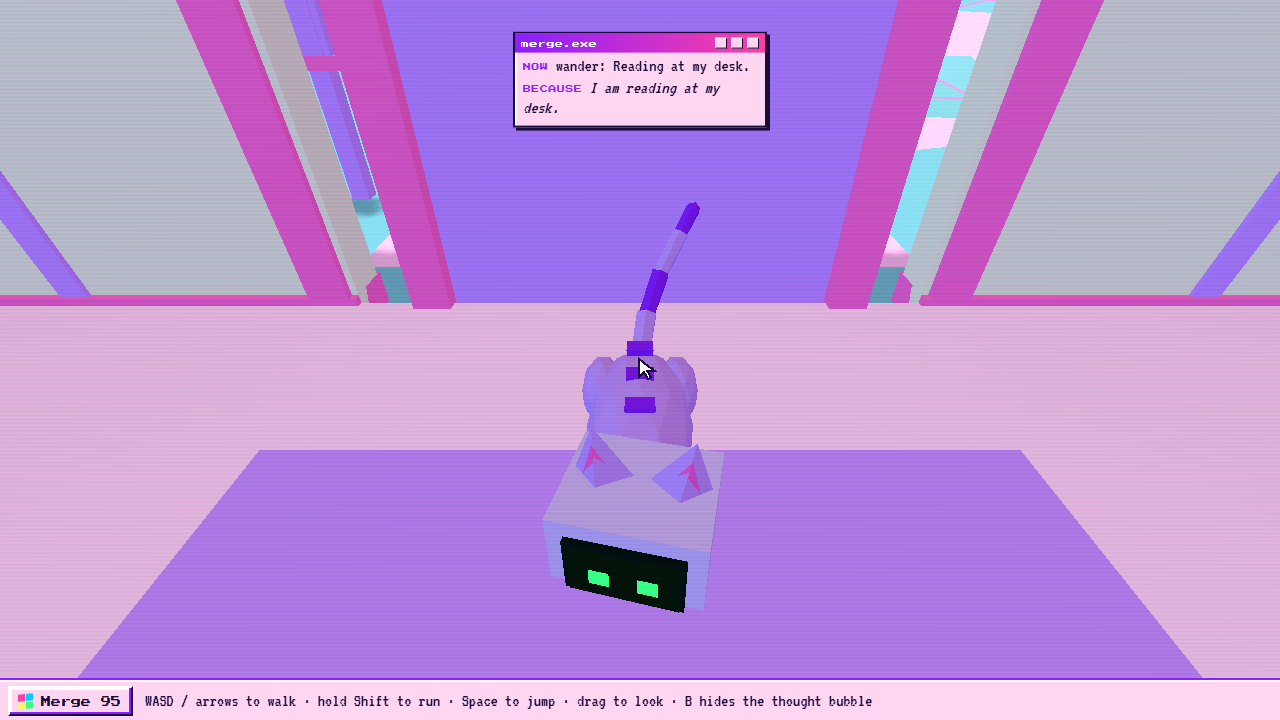 merge.exe
NOW wander: Reading at my desk.
BECAUSE I am reading at my
desk.
Merge 95
WASD / arrows to walk · hold Shift to run · Space to jump · drag to look · B hides the thought bubble